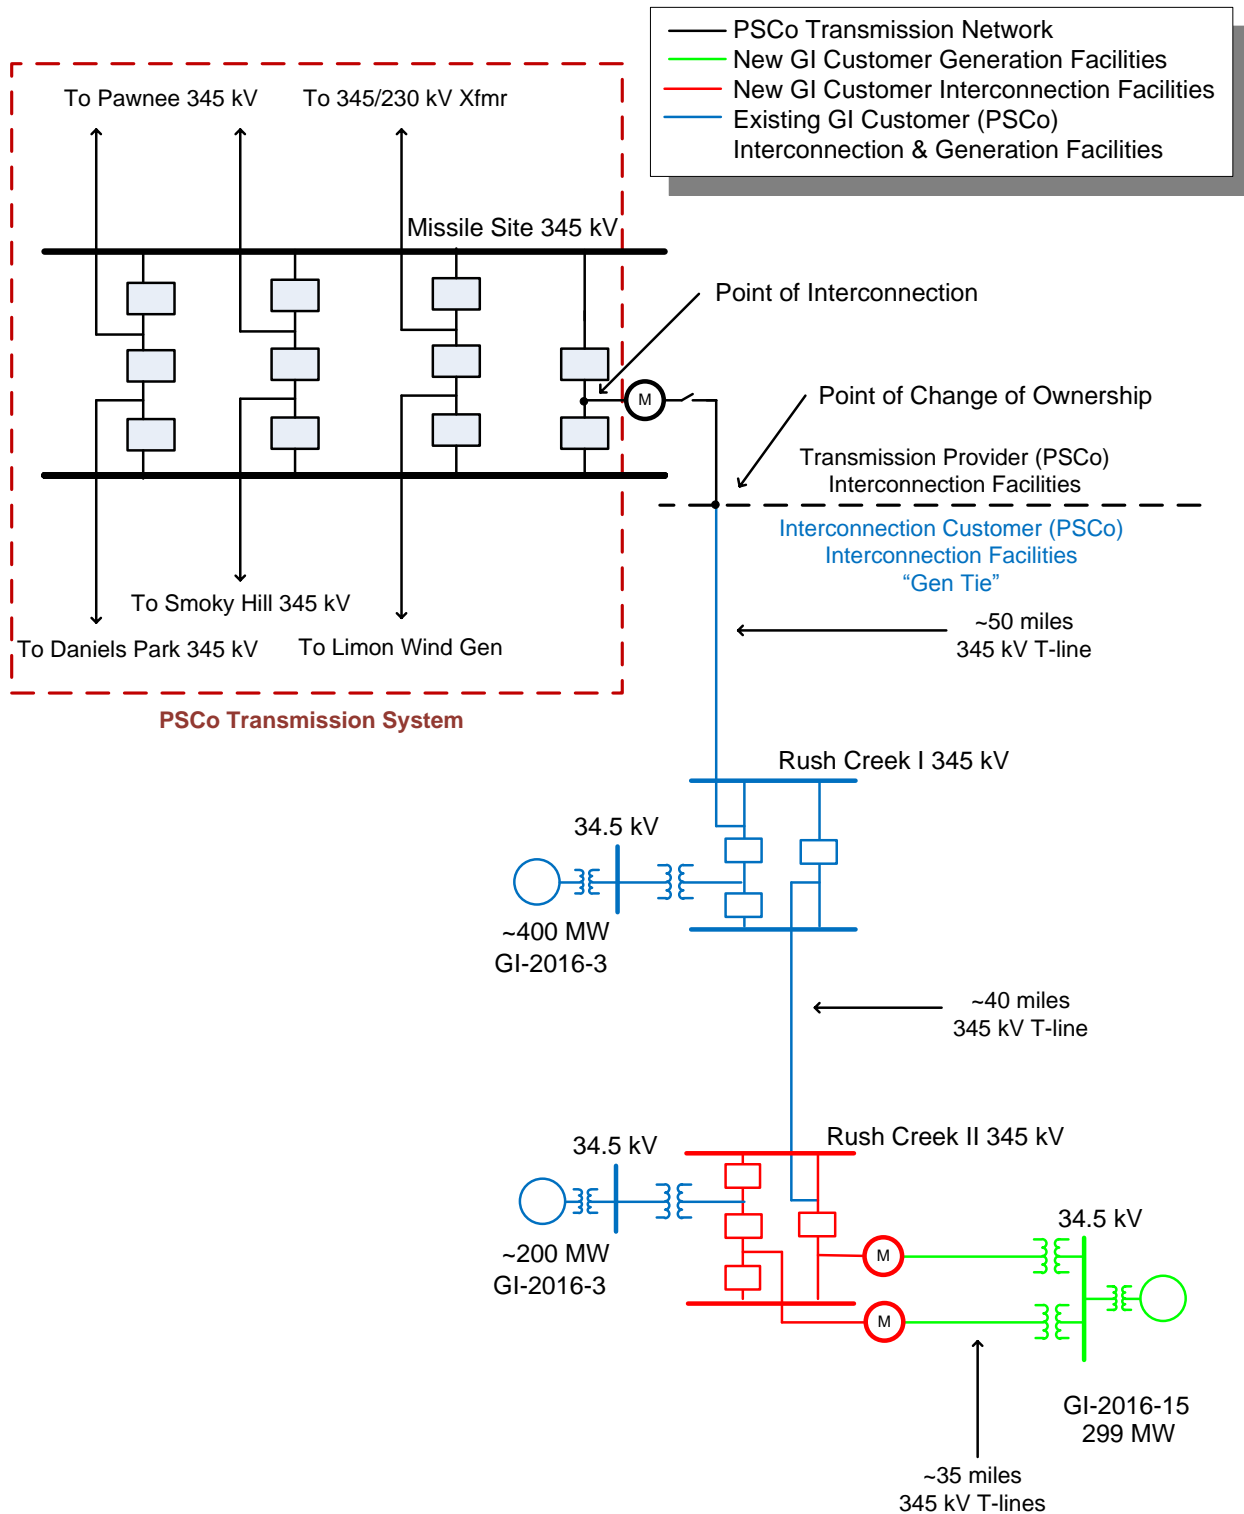 PSCo Transmission Network
New GI Customer Generation Facilities
New GI Customer Interconnection Facilities
Existing GI Customer (PSCo)
Interconnection & Generation Facilities
To Pawnee 345 kV
To 345/230 kV Xfmr
Missile Site 345 kV
Point of Interconnection
M
Point of Change of Ownership
Transmission Provider (PSCo)
Interconnection Facilities
Interconnection Customer (PSCo)
Interconnection Facilities
“Gen Tie”
To Smoky Hill 345 kV
To Daniels Park 345 kV
To Limon Wind Gen
~50 miles
345 kV T-line
PSCo Transmission System
Rush Creek I 345 kV
34.5 kV
~400 MW
GI-2016-3
~40 miles
345 kV T-line
Rush Creek II 345 kV
34.5 kV
~200 MW
GI-2016-3
34.5 kV
M
M
GI-2016-15
299 MW
~35 miles
345 kV T-lines